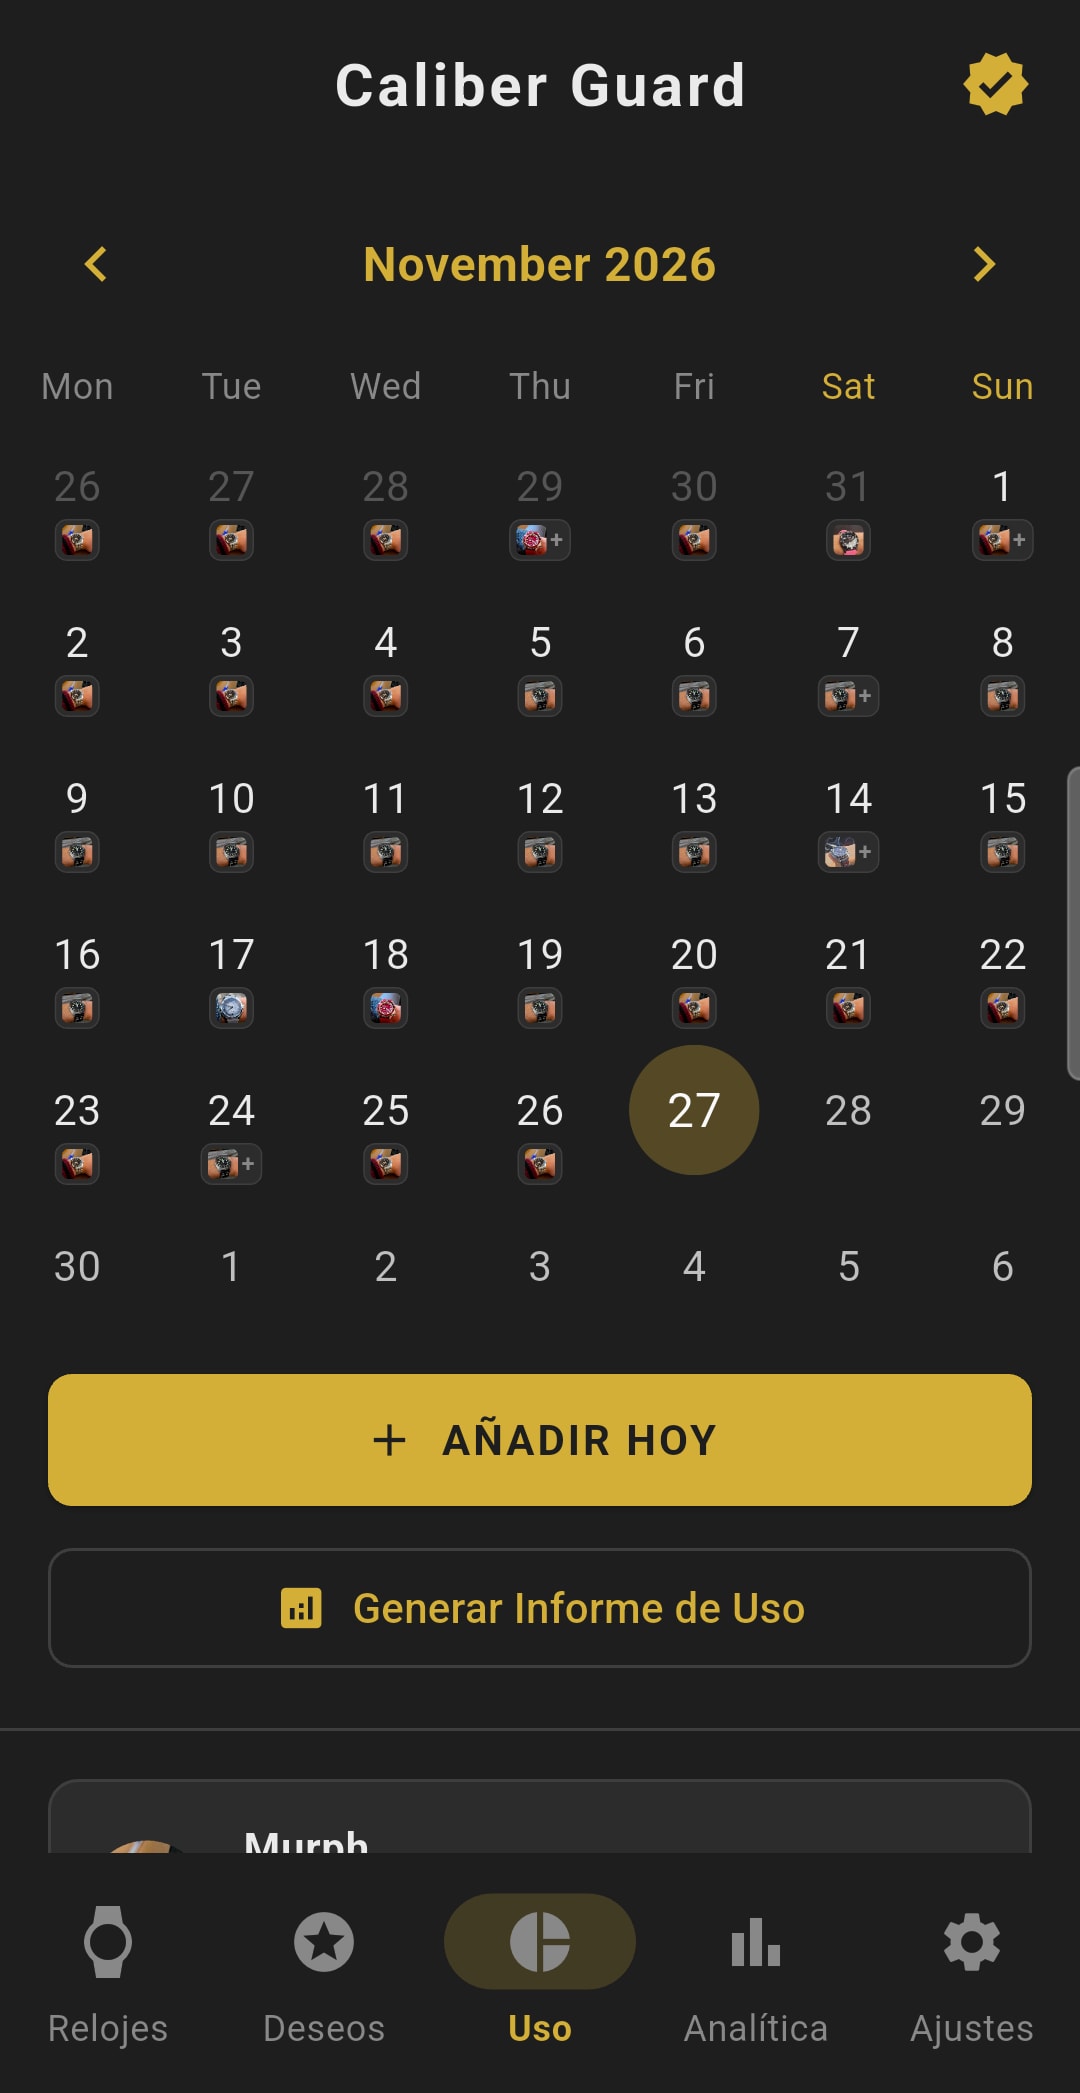 Caliber Guard
November 2026
Mon Tue Wed Thu Fri Sat Sun
26 27 28 29 30 31 1
+ +
2 3 4 5 6 7 8
+
9 10 11 12 13 14 15
+
16 17 18 19 20 21 22
23 24 25 26 27 28 29
+
30 1 2 3 4 5 6
+ AÑADIR HOY
Generar Informe de Uso
Murph
Relojes Deseos Uso Analítica Ajustes